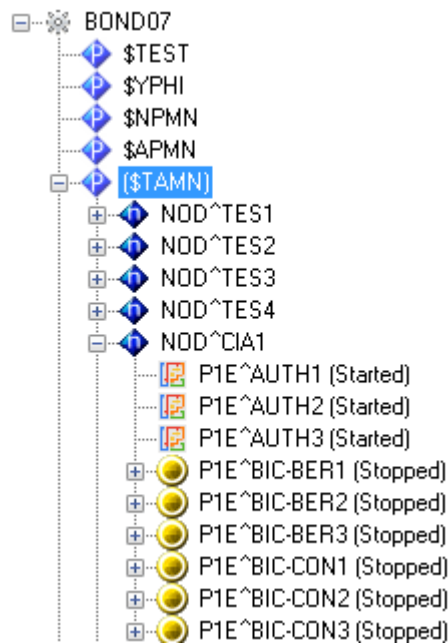 BOND07
$TEST
$YPHI
$NPMN
$APMN
($TAMN)
NOD^TES1
NOD^TES2
NOD^TES3
NOD^TES4
NOD^CIA1
P1E^AUTH1 (Started)
P1E^AUTH2 (Started)
P1E^AUTH3 (Started)
P1E^BIC-BER1 (Stopped)
P1E^BIC-BER2 (Stopped)
P1E^BIC-BER3 (Stopped)
P1E^BIC-CON1 (Stopped)
P1E^BIC-CON2 (Stopped)
P1E^BIC-CON3 (Stopped)